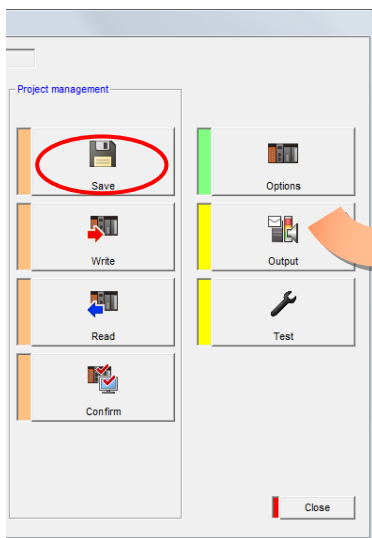 Project management
Save
Options
Write
Output
Read
Test
Confirm
Close